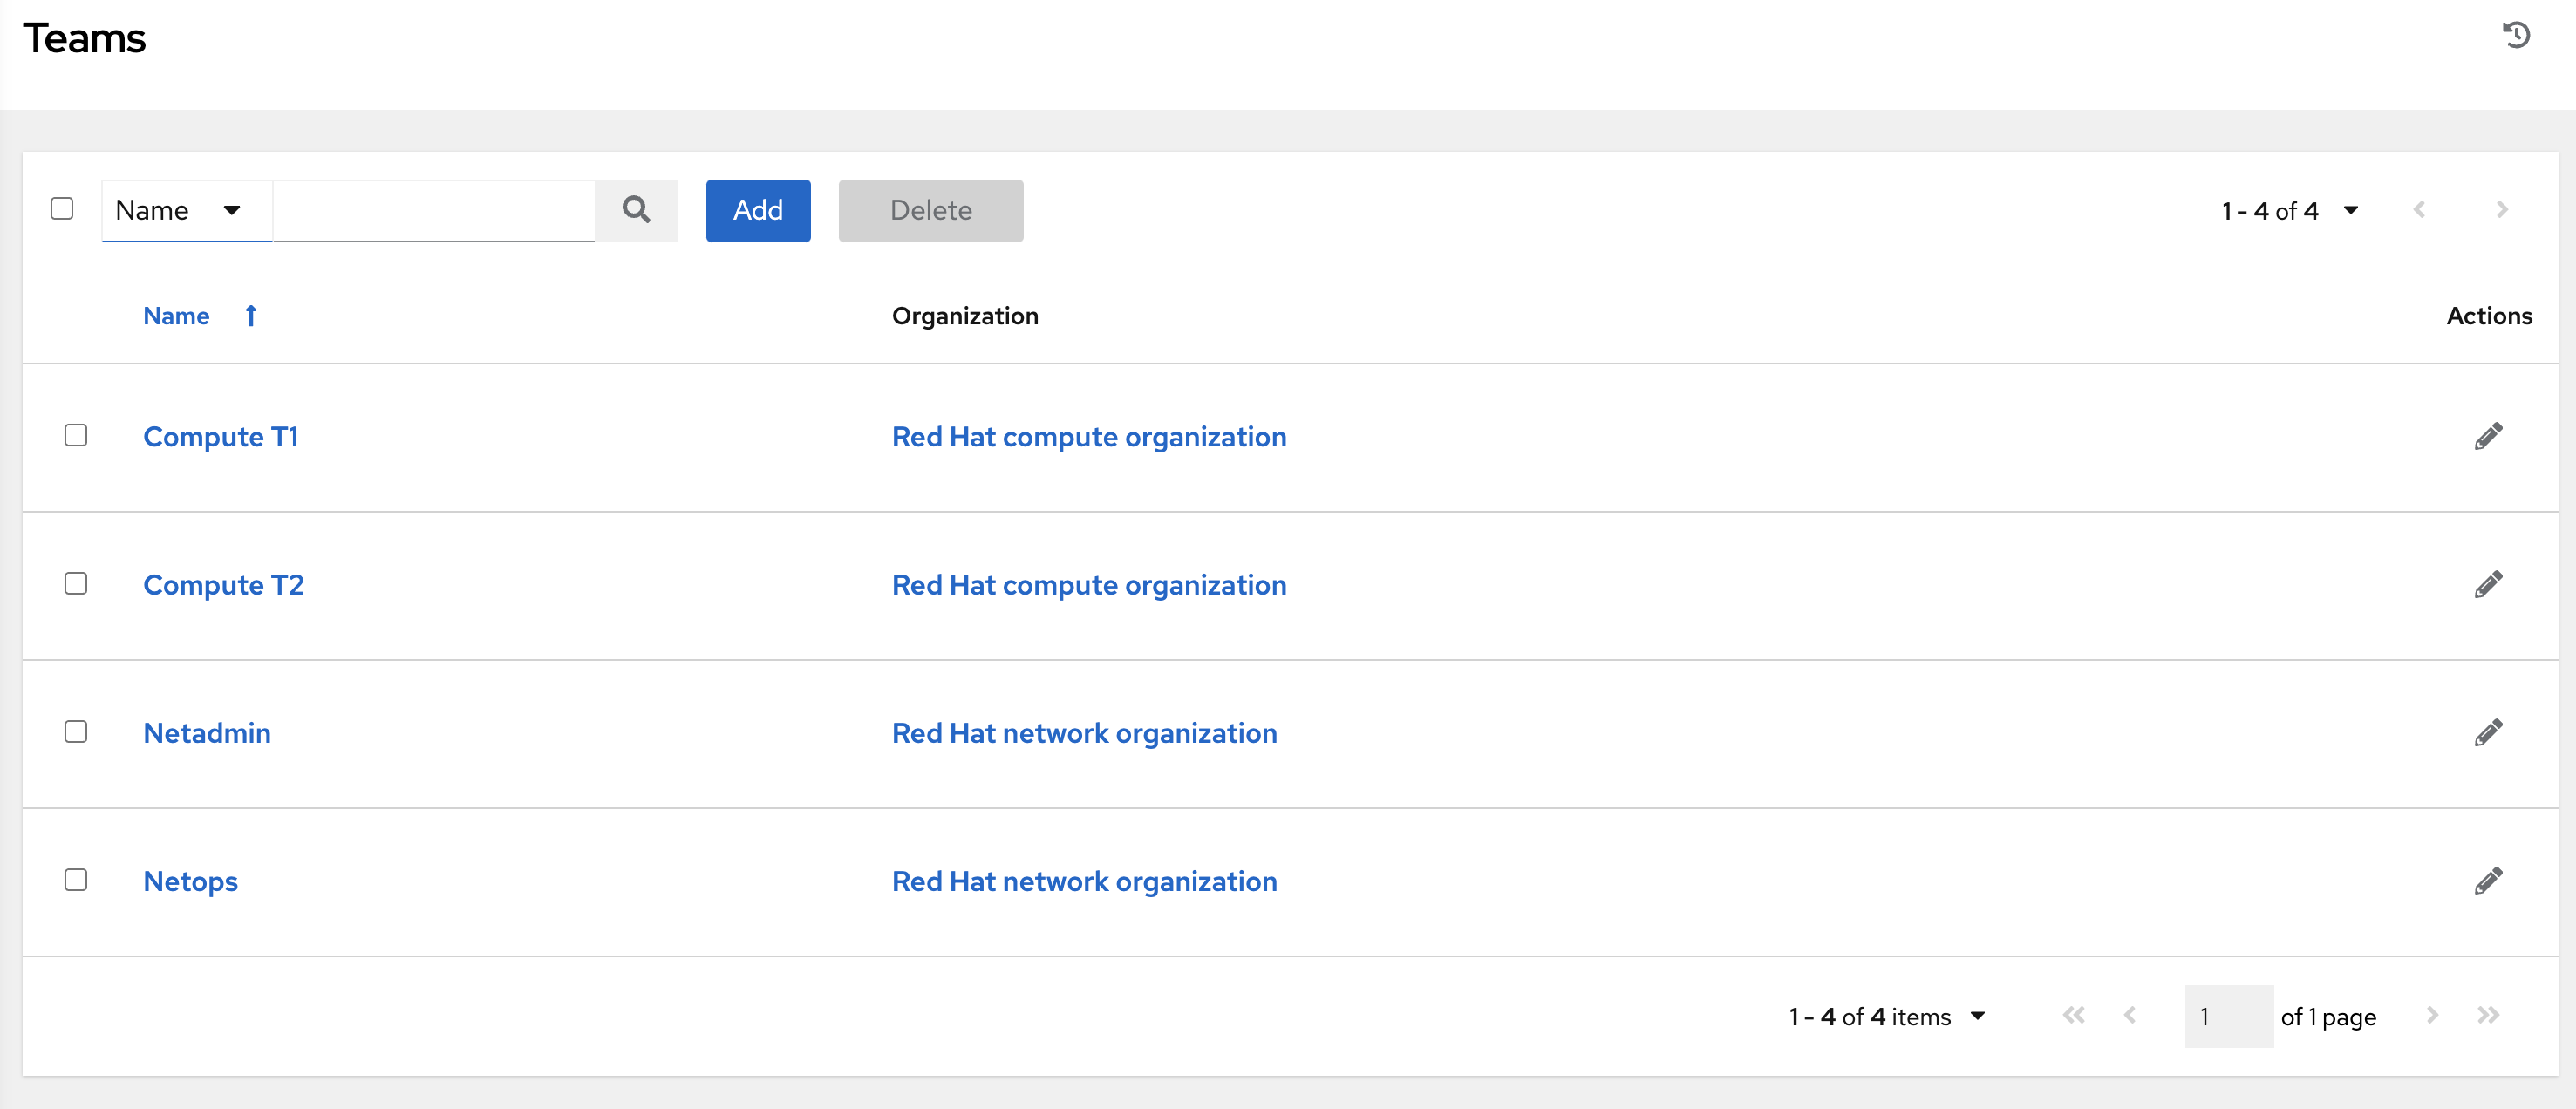 Teams
Name Add Delete 1 - 4 of 4
Name Organization Actions
Compute T1 Red Hat compute organization
Compute T2 Red Hat compute organization
Netadmin Red Hat network organization
Netops Red Hat network organization
1 - 4 of 4 items 1 of 1 page